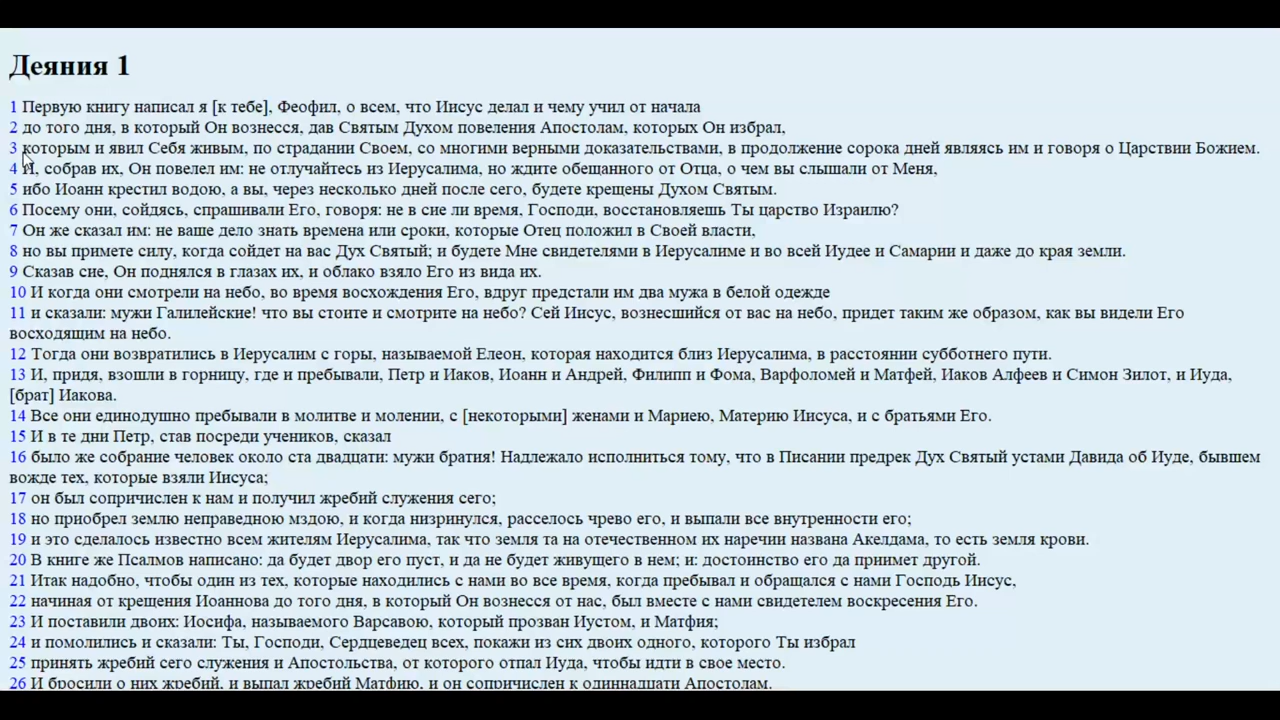 Деяния 1
1 Первую книгу написал я [к тебе], Феофил, о всем, что Иисус делал и чему учил от начала
2 до того дня, в который Он вознесся, дав Святым Духом повеления Апостолам, которых Он избрал,
3 которым и явил Себя живым, по страдании Своем, со многими верными доказательствами, в продолжение сорока дней являясь им и говоря о Царствии Божием.
4 И, собрав их, Он повелел им: не отлучайтесь из Иерусалима, но ждите обещанного от Отца, о чем вы слышали от Меня,
5 ибо Иоанн крестил водою, а вы, через несколько дней после сего, будете крещены Духом Святым.
6 Посему они, сойдясь, спрашивали Его, говоря: не в сие ли время, Господи, восстановляешь Ты царство Израилю?
7 Он же сказал им: не ваше дело знать времена или сроки, которые Отец положил в Своей власти,
8 но вы примете силу, когда сойдет на вас Дух Святый; и будете Мне свидетелями в Иерусалиме и во всей Иудее и Самарии и даже до края земли.
9 Сказав сие, Он поднялся в глазах их, и облако взяло Его из вида их.
10 И когда они смотрели на небо, во время восхождения Его, вдруг предстали им два мужа в белой одежде
11 и сказали: мужи Галилейские! что вы стоите и смотрите на небо? Сей Иисус, вознесшийся от вас на небо, придет таким же образом, как вы видели Его
восходящим на небо.
12 Тогда они возвратились в Иерусалим с горы, называемой Елеон, которая находится близ Иерусалима, в расстоянии субботнего пути.
13 И, придя, взошли в горницу, где и пребывали, Петр и Иаков, Иоанн и Андрей, Филипп и Фома, Варфоломей и Матфей, Иаков Алфеев и Симон Зилот, и Иуда,
[брат] Иакова.
14 Все они единодушно пребывали в молитве и молении, с [некоторыми] женами и Мариею, Материю Иисуса, и с братьями Его.
15 И в те дни Петр, став посреди учеников, сказал
16 было же собрание человек около ста двадцати: мужи братия! Надлежало исполниться тому, что в Писании предрек Дух Святый устами Давида об Иуде, бывшем
вожде тех, которые взяли Иисуса;
17 он был сопричислен к нам и получил жребий служения сего;
18 но приобрел землю неправедною мздою, и когда низринулся, расселось чрево его, и выпали все внутренности его;
19 и это сделалось известно всем жителям Иерусалима, так что земля та на отечественном их наречии названа Акелдама, то есть земля крови.
20 В книге же Псалмов написано: да будет двор его пуст, и да не будет живущего в нем; и: достоинство его да приимет другой.
21 Итак надобно, чтобы один из тех, которые находились с нами во все время, когда пребывал и обращался с нами Господь Иисус,
22 начиная от крещения Иоаннова до того дня, в который Он вознесся от нас, был вместе с нами свидетелем воскресения Его.
23 И поставили двоих: Иосифа, называемого Варсавою, который прозван Иустом, и Матфия;
24 и помолились и сказали: Ты, Господи, Сердцеведец всех, покажи из сих двоих одного, которого Ты избрал
25 принять жребий сего служения и Апостольства, от которого отпал Иуда, чтобы идти в свое место.
26 И бросили о них жребий, и выпал жребий Матфию, и он сопричислен к одиннадцати Апостолам.